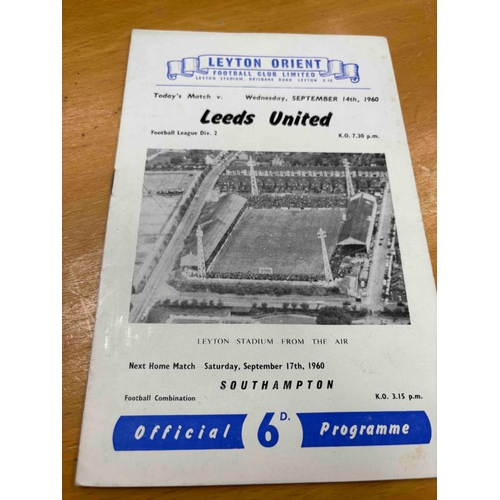 LEYTON ORIENT
FOOTBALL CLUB LIMITED
LEYTON STADIUM, BRISBANE ROAD, LEYTON E.10
Today's Match v. Wednesday, SEPTEMBER 14th, 1960
Leeds United
Football League Div. 2 K.O. 7.30 p.m.
LEYTON STADIUM FROM THE AIR
Next Home Match Saturday, September 17th, 1960
SOUTHAMPTON
Football Combination K.O. 3.15 p.m.
Official 6D. Programme